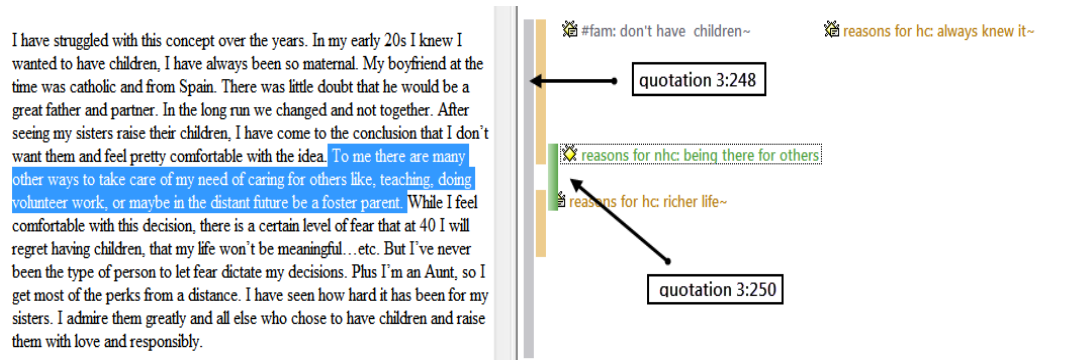 I have struggled with this concept over the years. In my early 20s I knew I
wanted to have children, I have always been so maternal. My boyfriend at the
time was catholic and from Spain. There was little doubt that he would be a
great father and partner. In the long run we changed and not together. After
seeing my sisters raise their children, I have come to the conclusion that I don't
want them and feel pretty comfortable with the idea. To me there are many
other ways to take care of my need of caring for others like, teaching, doing
volunteer work, or maybe in the distant future be a foster parent. While I feel
comfortable with this decision, there is a certain level of fear that at 40 I will
regret having children, that my life won't be meaningful…etc. But I've never
been the type of person to let fear dictate my decisions. Plus I'm an Aunt, so I
get most of the perks from a distance. I have seen how hard it has been for my
sisters. I admire them greatly and all else who chose to have children and raise
them with love and responsibly.
#fam: don't have children~
reasons for hc: always knew it~
quotation 3:248
reasons for nhc: being there for others
reasons for hc: richer life~
quotation 3:250